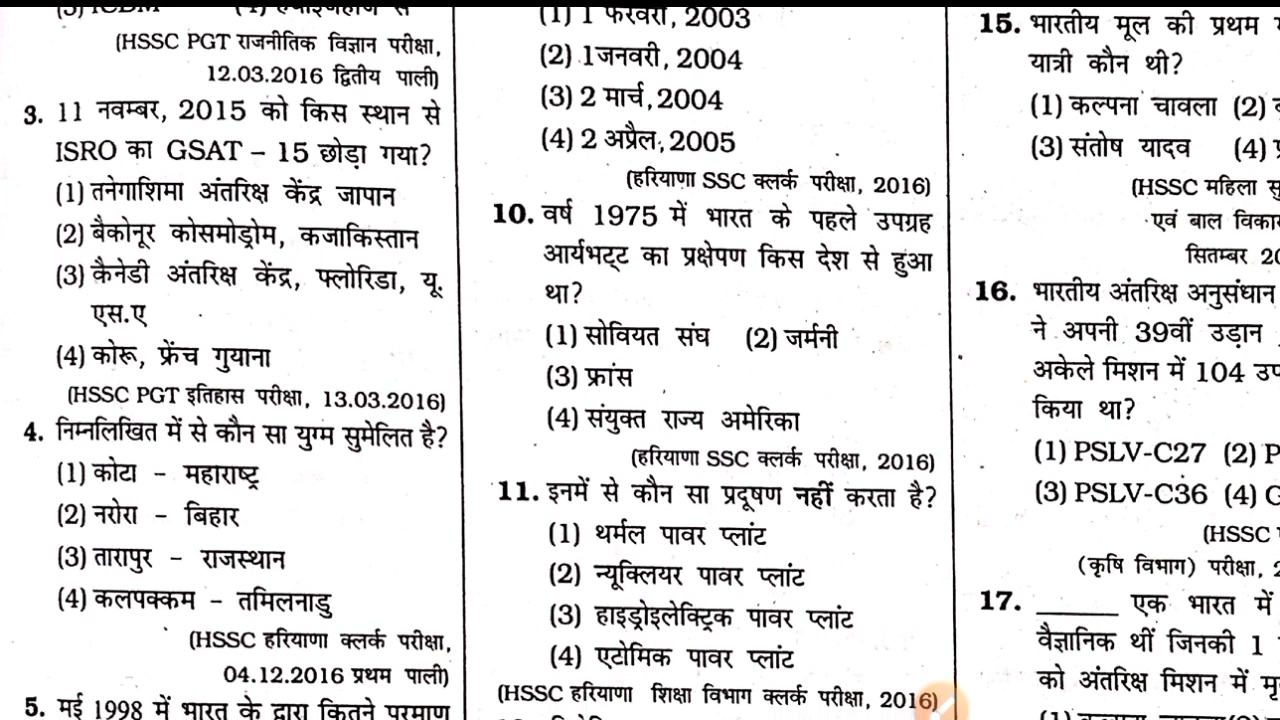 (HSSC PGT राजनीतिक विज्ञान परीक्षा,
12.03.2016 द्वितीय पाली)
3. 11 नवम्बर, 2015 को किस स्थान से
ISRO का GSAT – 15 छोड़ा गया?
(1) तनेगाशिमा अंतरिक्ष केंद्र जापान
(2) बैकोनूर कोसमोड्रोम, कजाकिस्तान
(3) कैनेडी अंतरिक्ष केंद्र, फ्लोरिडा, यू.
एस.ए
(4) कोरू, फ्रेंच गुयाना
(HSSC PGT इतिहास परीक्षा, 13.03.2016)
4. निम्नलिखित में से कौन सा युग्म सुमेलित है?
(1) कोटा – महाराष्ट्र
(2) नरोरा – बिहार
(3) तारापुर – राजस्थान
(4) कलपक्कम – तमिलनाडु
(HSSC हरियाणा क्लर्क परीक्षा,
04.12.2016 प्रथम पाली)
5. मई 1998 में भारत के द्वारा कितने परमाणु
(1) 1 फरवरी, 2003
(2) 1जनवरी, 2004
(3) 2 मार्च, 2004
(4) 2 अप्रैल, 2005
(हरियाणा SSC क्लर्क परीक्षा, 2016)
10. वर्ष 1975 में भारत के पहले उपग्रह
आर्यभट्ट का प्रक्षेपण किस देश से हुआ
था?
(1) सोवियत संघ (2) जर्मनी
(3) फ्रांस
(4) संयुक्त राज्य अमेरिका
(हरियाणा SSC क्लर्क परीक्षा, 2016)
11. इनमें से कौन सा प्रदूषण नहीं करता है?
(1) थर्मल पावर प्लांट
(2) न्यूक्लियर पावर प्लांट
(3) हाइड्रोइलेक्ट्रिक पावर प्लांट
(4) एटोमिक पावर प्लांट
(HSSC हरियाणा शिक्षा विभाग क्लर्क परीक्षा, 2016)
15. भारतीय मूल की प्रथम
यात्री कौन थी?
(1) कल्पना चावला (2)
(3) संतोष यादव (4)
(HSSC महिला
एवं बाल
सितम्बर
16. भारतीय अंतरिक्ष अनुसंधान
ने अपनी 39वीं उड़ान
अकेले मिशन में 104
किया था?
(1) PSLV-C27 (2)
(3) PSLV-C36 (4)
(HSSC
(कृषि विभाग) परीक्षा,
17. ______ एक भारत में
वैज्ञानिक थीं जिनकी 1
को अंतरिक्ष मिशन में